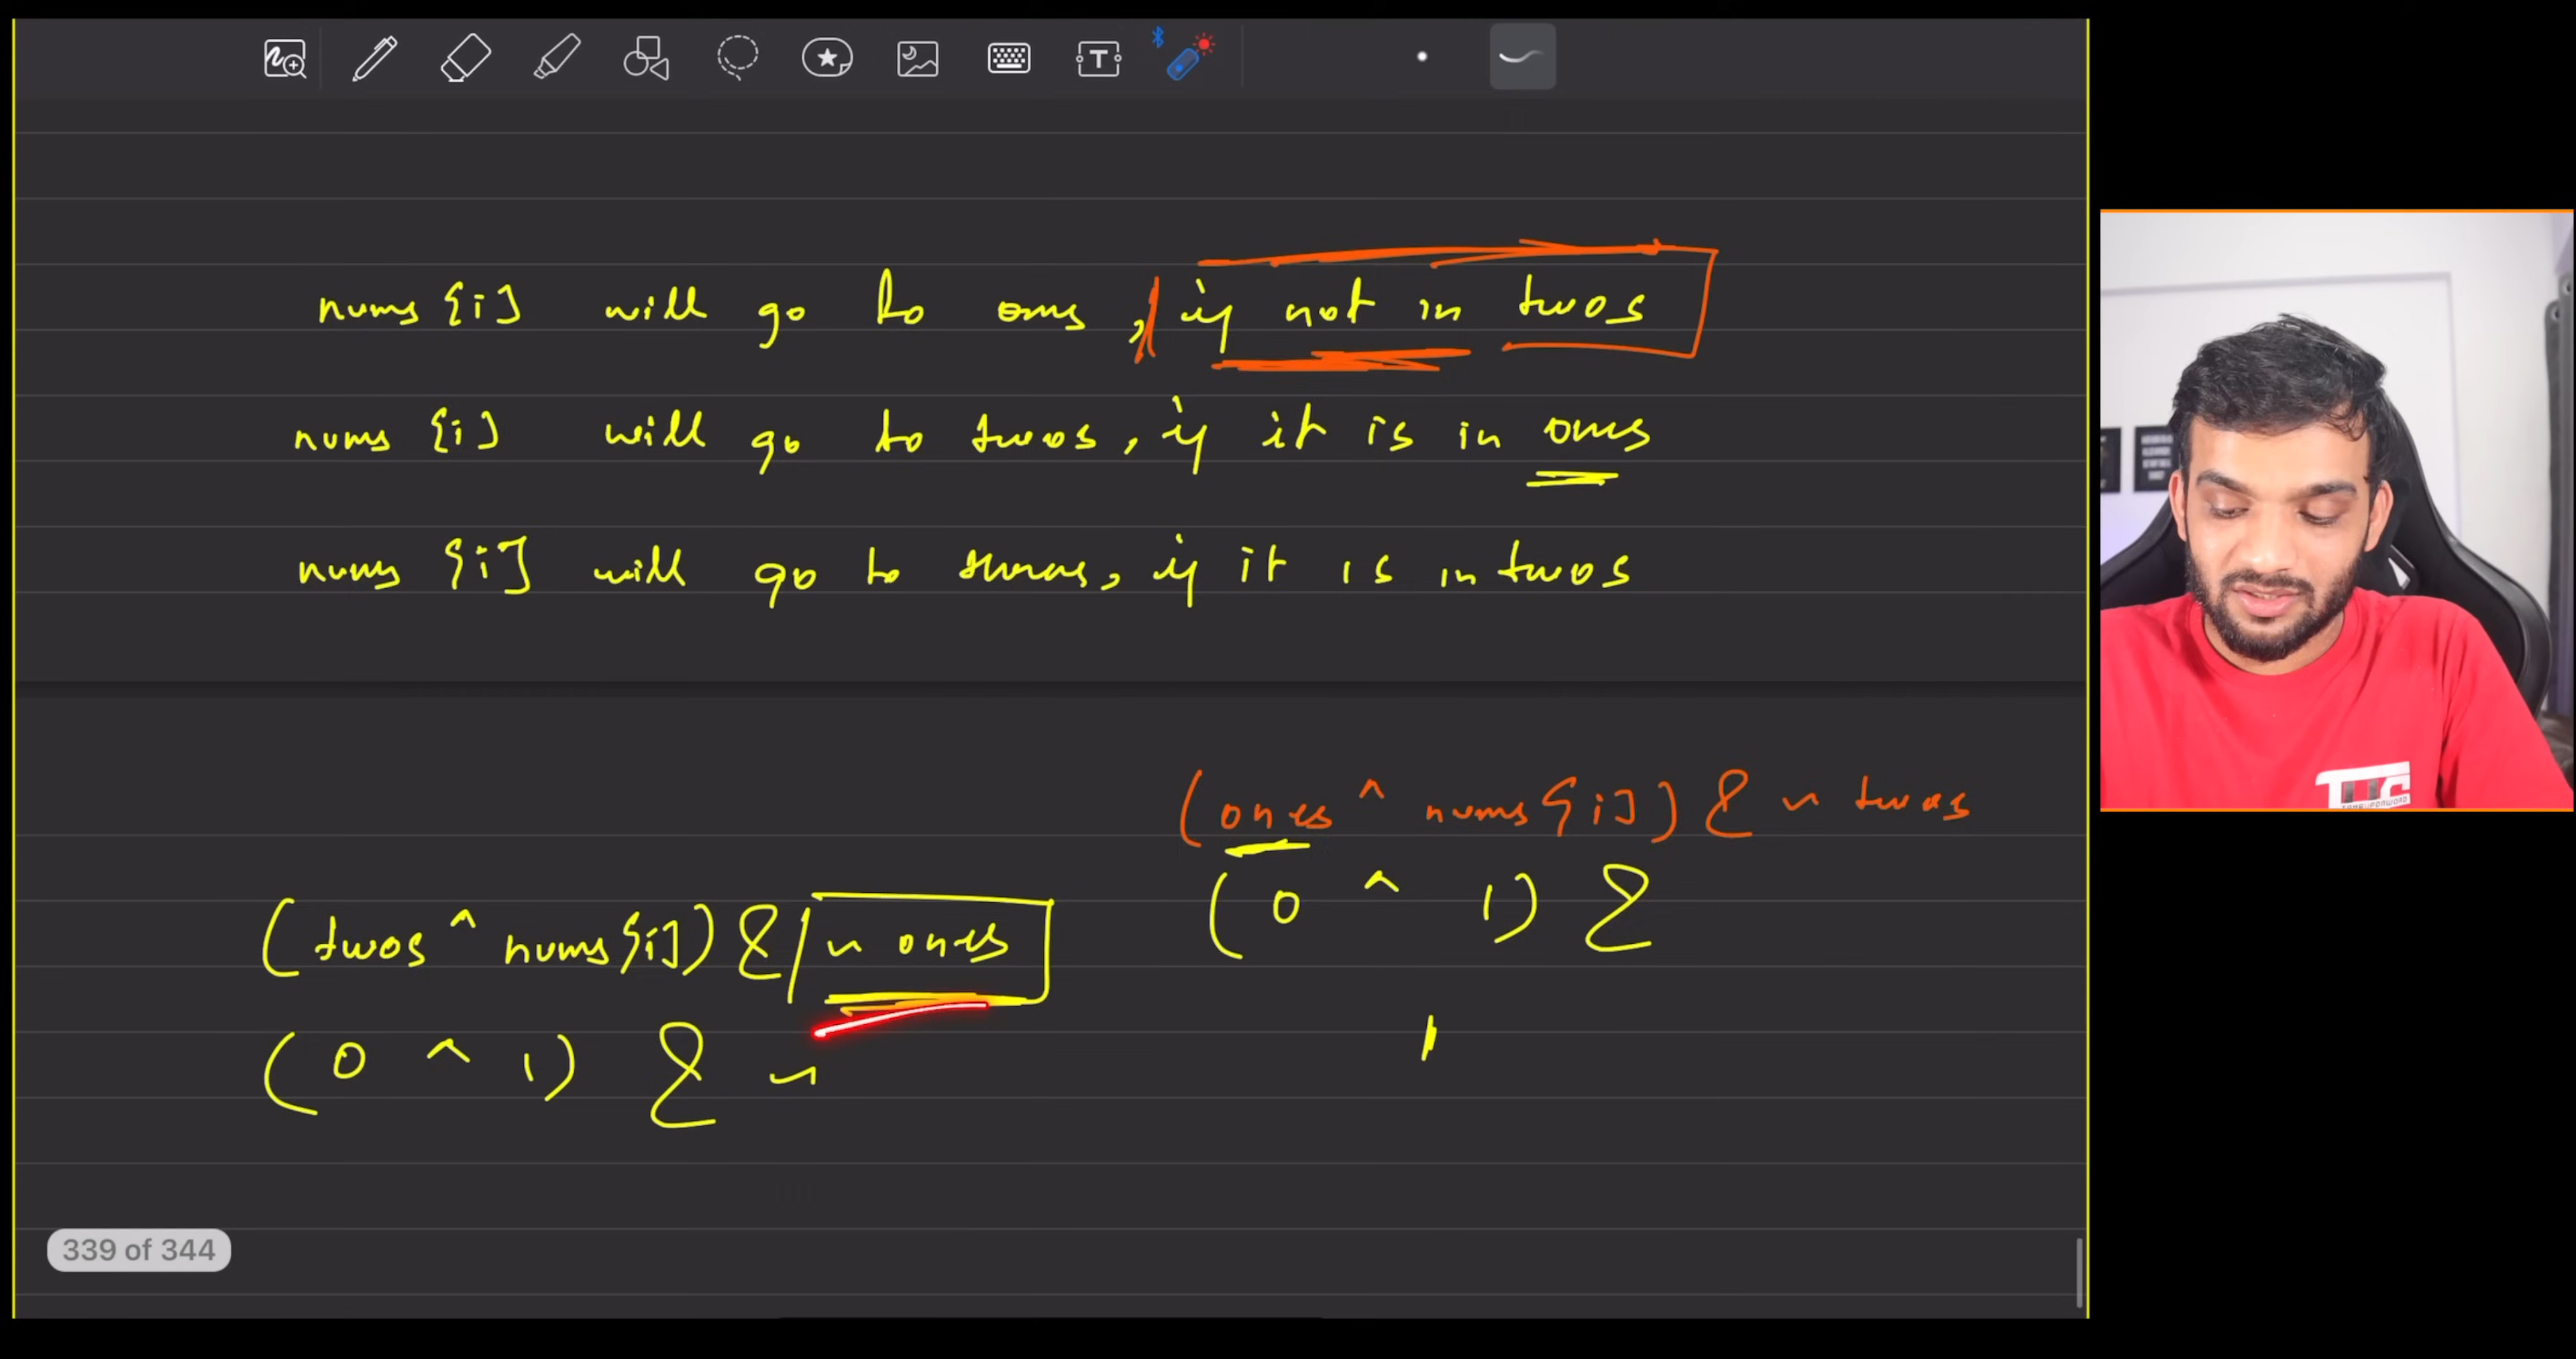 nums [i] will go to ones, if not in twos
nums [i] will go to twos, if it is in ones
nums [i] will go to threes, if it is in twos
(ones ^ nums[i]) & ~ twos
(0 ^ 1) &
(twos ^ nums[i]) & ~ ones
(0 ^ 1) & ~
1
T
339 of 344